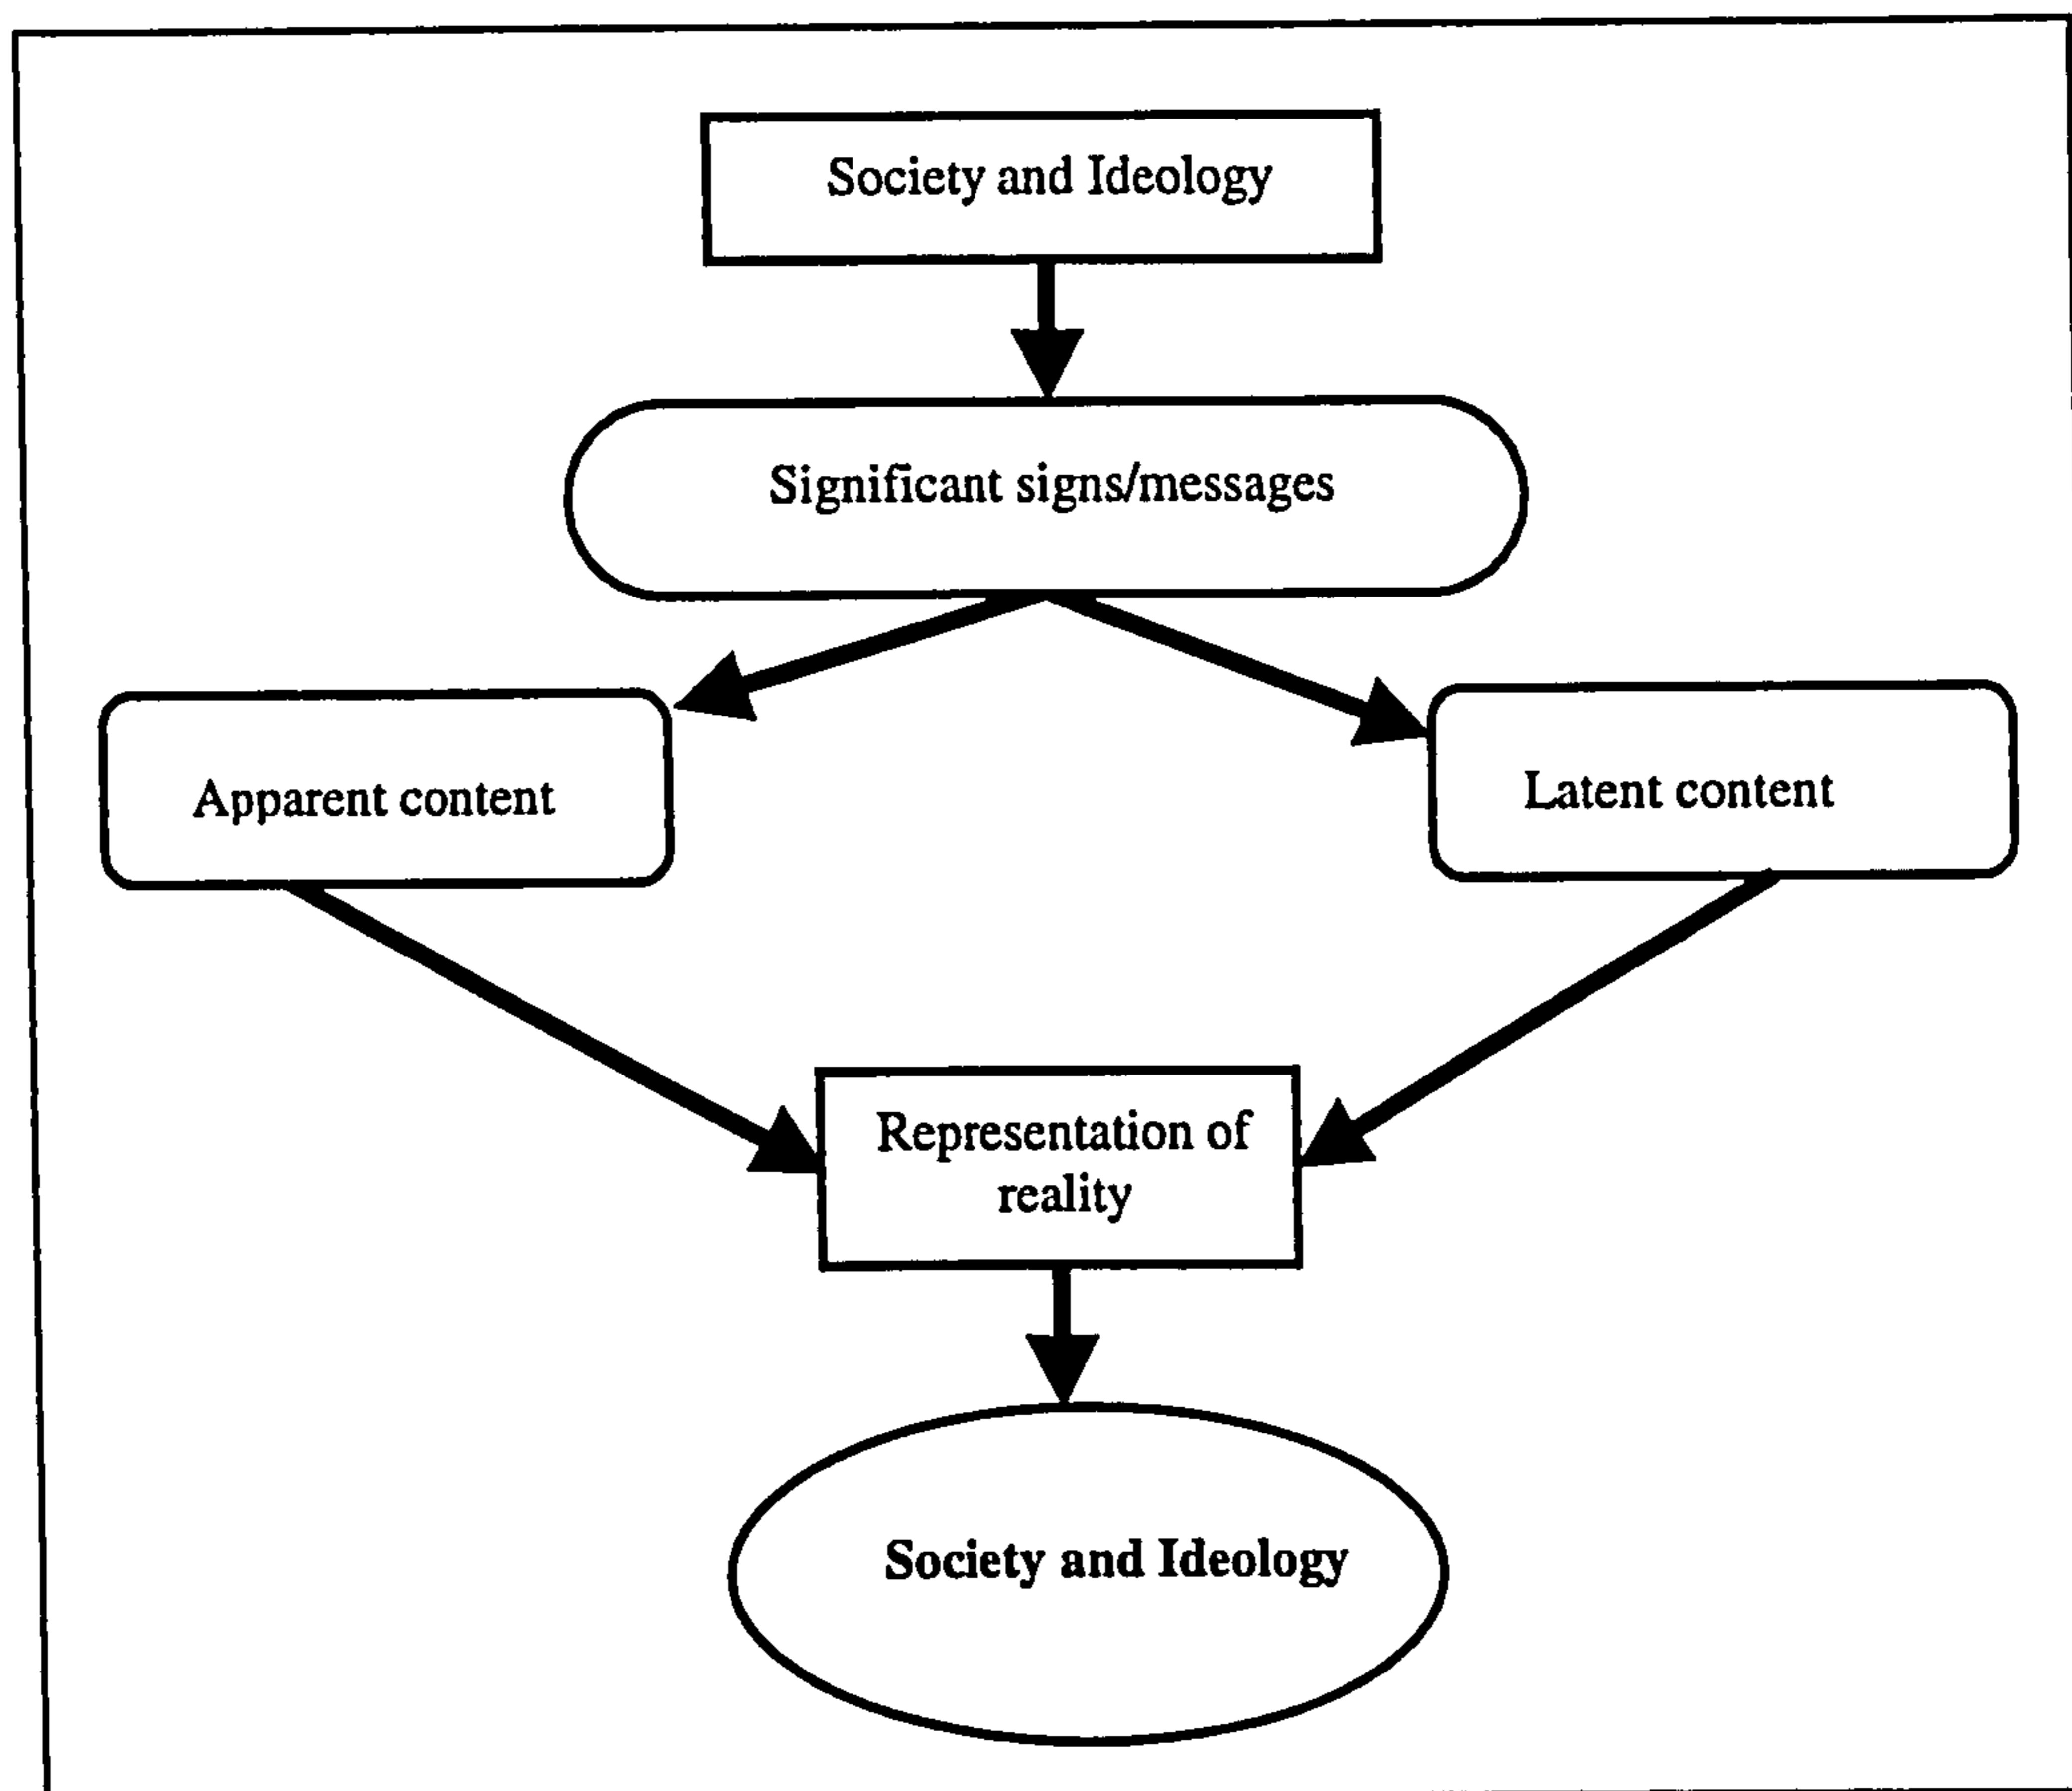 Society and Ideology
Significant signs/messages
Apparent content
Latent content
Representation of
reality
Society and Ideology